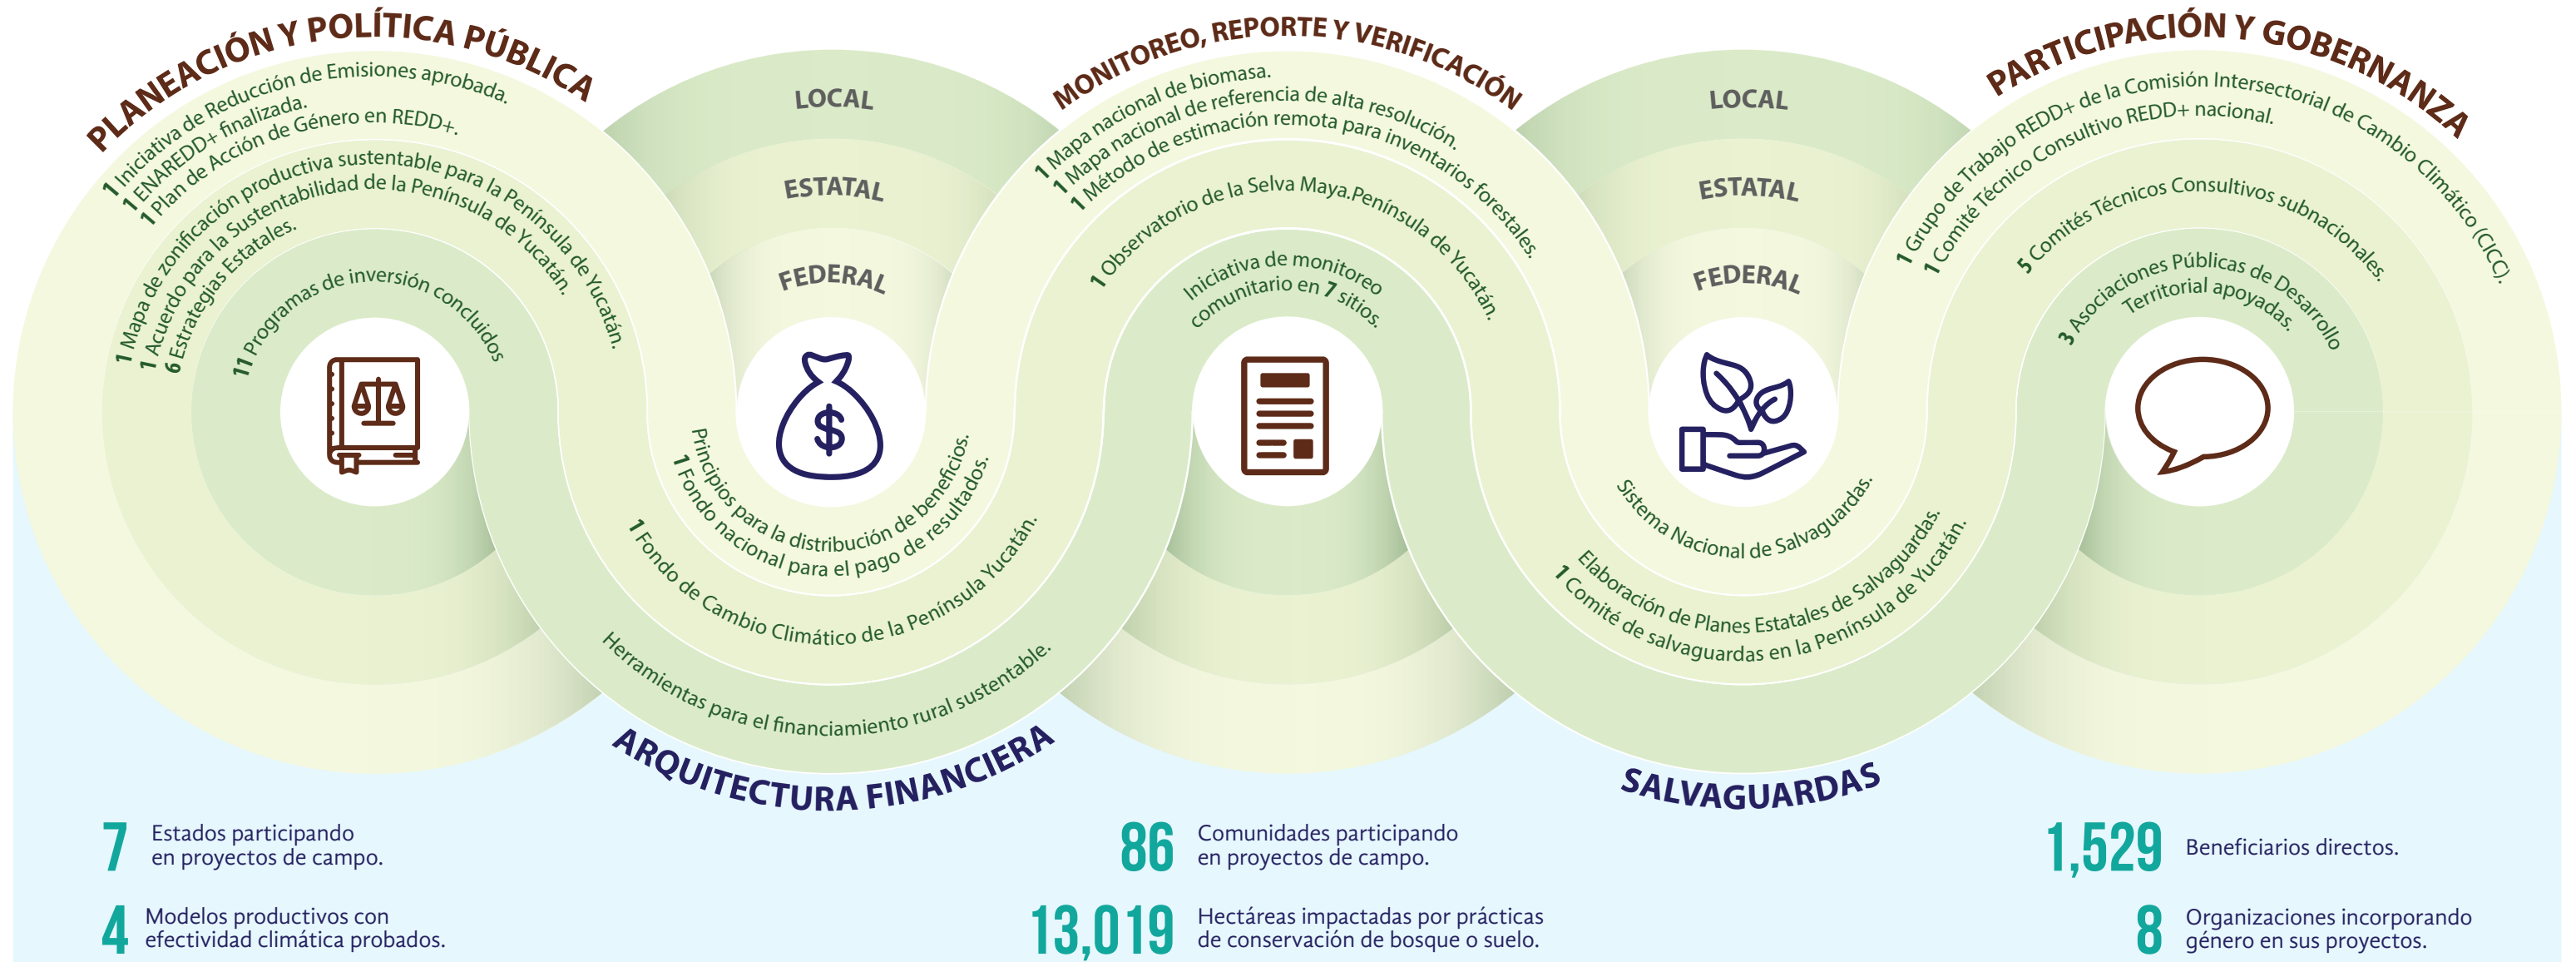 PLANEACIÓN Y POLÍTICA PÚBLICA
1 Iniciativa de Reducción de Emisiones aprobada.
1 ENAREDD+ finalizada.
1 Plan de Acción de Género en REDD+.
1 Mapa de zonificación productiva sustentable para la Península de Yucatán.
1 Acuerdo para la Sustentabilidad de la Península de Yucatán.
6 Estrategias Estatales.
11 Programas de inversión concluidos
LOCAL
ESTATAL
FEDERAL
Principios para la distribución de beneficios.
1 Fondo nacional para el pago de resultados.
1 Fondo de Cambio Climático de la Península Yucatán.
Herramientas para el financiamiento rural sustentable.
ARQUITECTURA FINANCIERA
MONITOREO, REPORTE Y VERIFICACIÓN
1 Mapa nacional de biomasa.
1 Mapa nacional de referencia de alta resolución.
1 Método de estimación remota para inventarios forestales.
1 Observatorio de la Selva Maya.Península de Yucatán.
Iniciativa de monitoreo
comunitario en 7 sitios.
LOCAL
ESTATAL
FEDERAL
Sistema Nacional de Salvaguardas.
Elaboración de Planes Estatales de Salvaguardas.
1 Comité de salvaguardas en la Península de Yucatán.
SALVAGUARDAS
PARTICIPACIÓN Y GOBERNANZA
1 Grupo de Trabajo REDD+ de la Comisión Intersectorial de Cambio Climático (CICC).
1 Comité Técnico Consultivo REDD+ nacional.
5 Comités Técnicos Consultivos subnacionales.
3 Asociaciones Públicas de Desarrollo
Territorial apoyadas.
7 Estados participando
en proyectos de campo.
4 Modelos productivos con
efectividad climática probados.
86 Comunidades participando
en proyectos de campo.
13,019 Hectáreas impactadas por prácticas
de conservación de bosque o suelo.
1,529 Beneficiarios directos.
8 Organizaciones incorporando
género en sus proyectos.